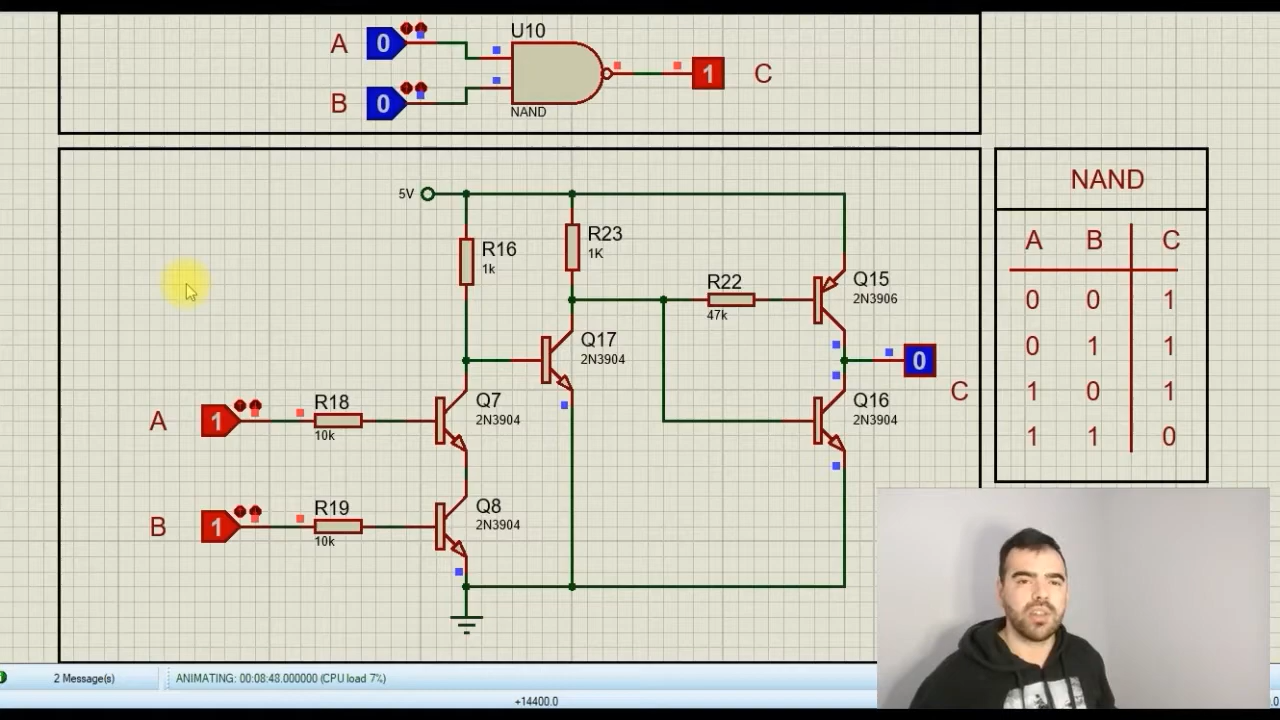 U10
A 0
1 C
B 0
NAND
5V
R16
1k
R23
1K
R22
47k
Q15
2N3906
Q17
2N3904
0
C
A 1
R18
10k
Q7
2N3904
Q16
2N3904
B 1
R19
10k
Q8
2N3904
NAND
A B C
0 0 1
0 1 1
1 0 1
1 1 0
2 Message(s)
ANIMATING: 00:08:48.000000 (CPU load 7%)
+14400.0